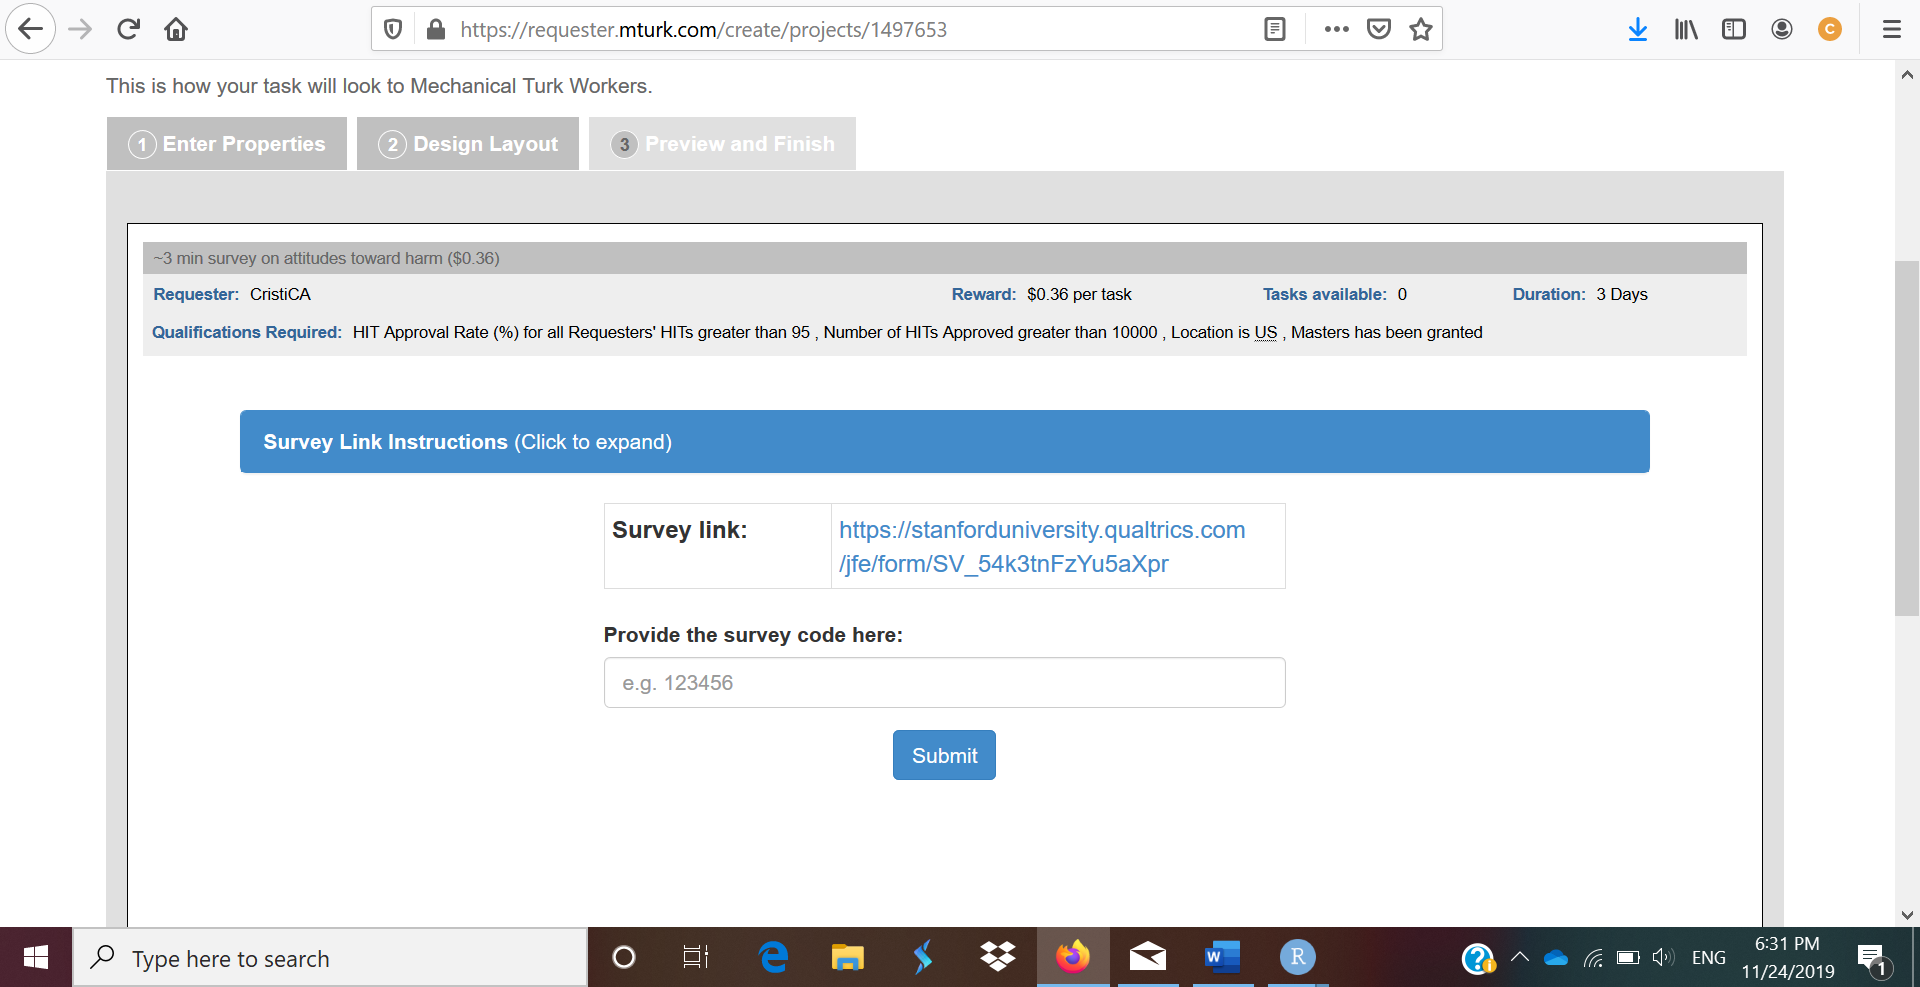 https://requester.mturk.com/create/projects/1497653
C
This is how your task will look to Mechanical Turk Workers.
1 Enter Properties
2 Design Layout
3 Preview and Finish
~3 min survey on attitudes toward harm ($0.36)
Requester: CristiCA Reward: $0.36 per task Tasks available: 0 Duration: 3 Days
Qualifications Required: HIT Approval Rate (%) for all Requesters' HITs greater than 95 , Number of HITs Approved greater than 10000 , Location is US , Masters has been granted
Survey Link Instructions (Click to expand)
Survey link: https://stanforduniversity.qualtrics.com
/jfe/form/SV_54k3tnFzYu5aXpr
Provide the survey code here:
e.g. 123456
Submit
Type here to search
W
R
ENG
6:31 PM
11/24/2019
1